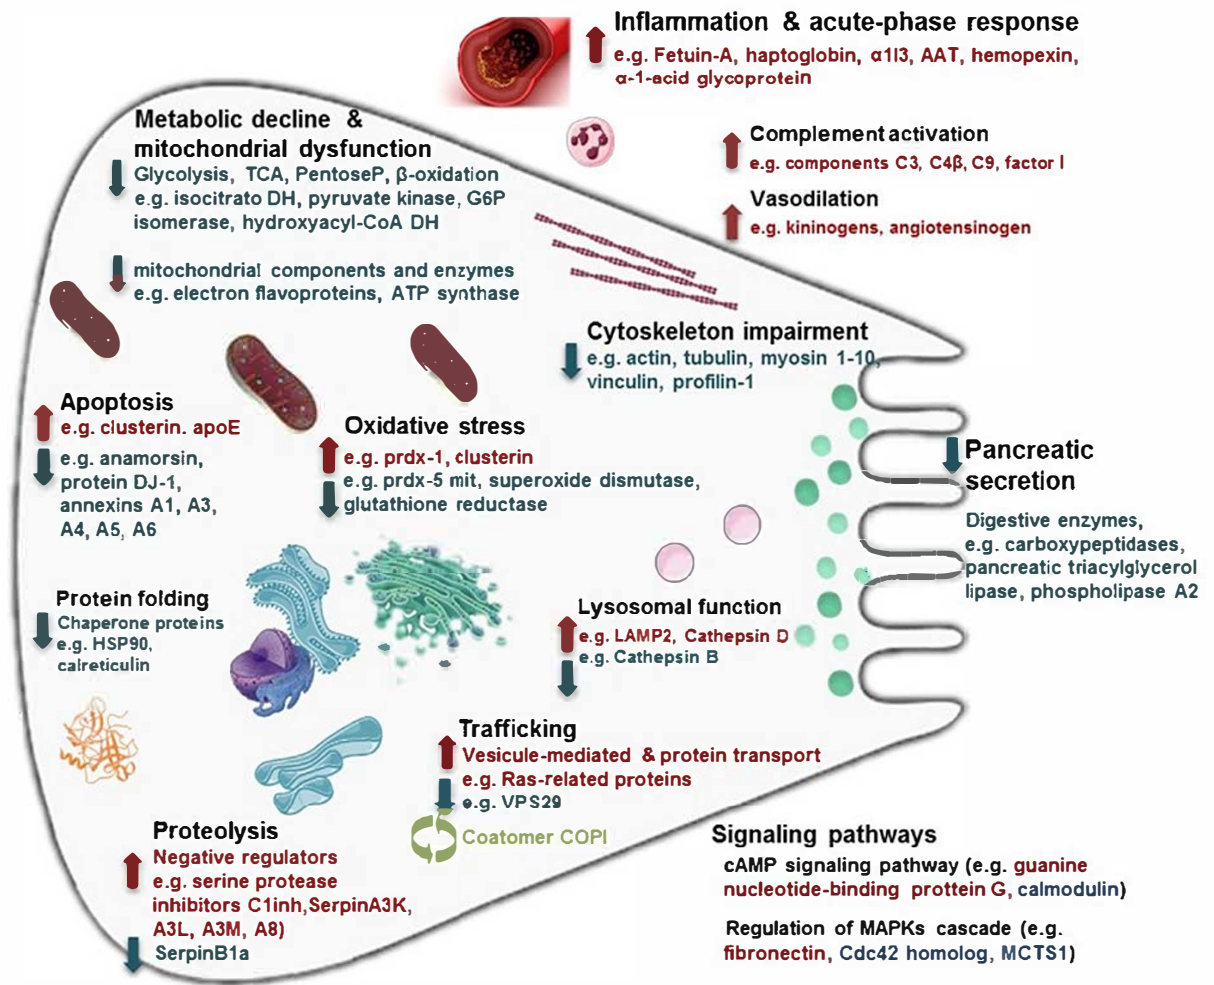 Inflammation & acute-phase response
e.g. Fetuin-A, haptoglobin, α1I3, AAT, hemopexin,
α-1-acid glycoprotein
Metabolic decline &
mitochondrial dysfunction
Glycolysis, TCA, PentoseP, β-oxidation
e.g. isocitrato DH, pyruvate kinase, G6P
isomerase, hydroxyacyl-CoA DH
mitochondrial components and enzymes
e.g. electron flavoproteins, ATP synthase
Complement activation
e.g. components C3, C4β, C9, factor I
Vasodilation
e.g. kininogens, angiotensinogen
Cytoskeleton impairment
e.g. actin, tubulin, myosin 1-10,
vinculin, profilin-1
Apoptosis
e.g. clusterin. apoE
e.g. anamorsin,
protein DJ-1,
annexins A1, A3,
A4, A5, A6
Oxidative stress
e.g. prdx-1, clusterin
e.g. prdx-5 mit, superoxide dismutase,
glutathione reductase
Pancreatic
secretion
Digestive enzymes,
e.g. carboxypeptidases,
pancreatic triacylglycerol
lipase, phospholipase A2
Protein folding
Chaperone proteins
e.g. HSP90,
calreticulin
Lysosomal function
e.g. LAMP2, Cathepsin D
e.g. Cathepsin B
Trafficking
Vesicule-mediated & protein transport
e.g. Ras-related proteins
e.g. VPS29
Coatomer COPI
Proteolysis
Negative regulators
e.g. serine protease
inhibitors C1inh,SerpinA3K,
A3L, A3M, A8)
SerpinB1a
Signaling pathways
cAMP signaling pathway (e.g. guanine
nucleotide-binding prottein G, calmodulin)
Regulation of MAPKs cascade (e.g.
fibronectin, Cdc42 homolog, MCTS1)